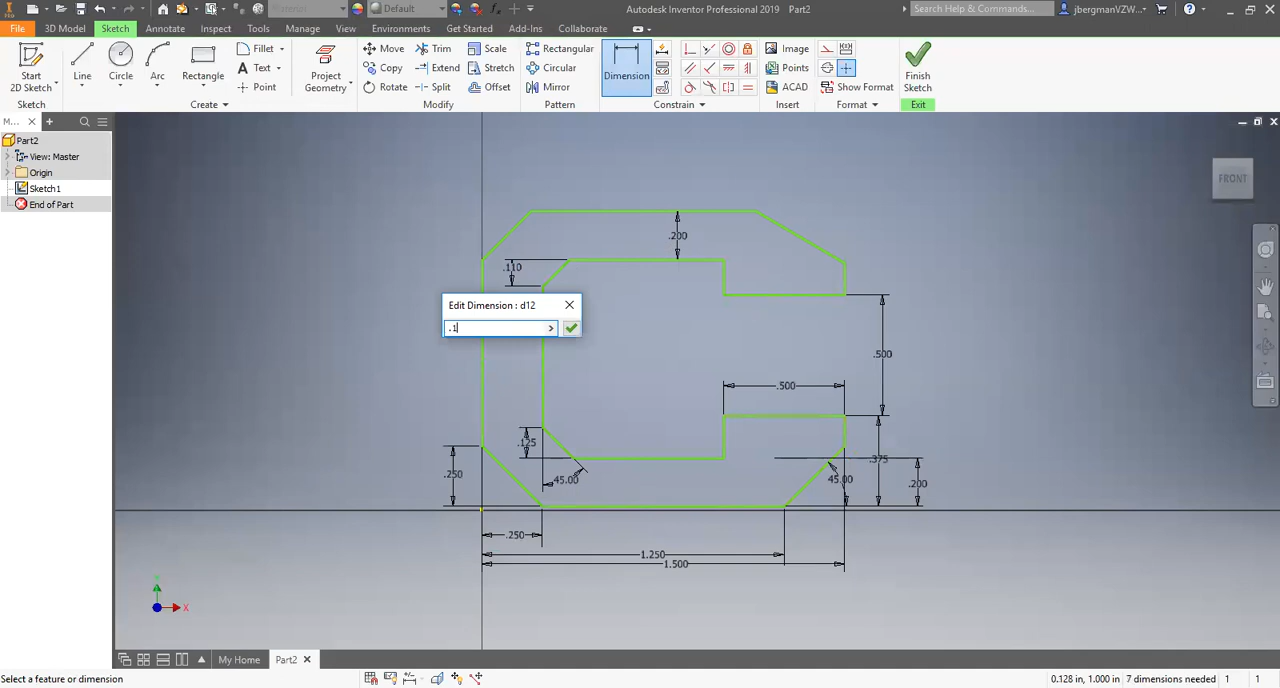 Material
Default
Autodesk Inventor Professional 2019 Part2
Search Help & Commands...
jbergmanVZW...
File 3D Model Sketch Annotate Inspect Tools Manage View Environments Get Started Add-Ins Collaborate
Start
2D Sketch
Line
Circle
Arc
Rectangle
Fillet
Text
Point
Project
Geometry
Move
Copy
Rotate
Trim
Extend
Split
Scale
Stretch
Offset
Rectangular
Circular
Mirror
Dimension
Image
Points
ACAD
Show Format
Finish
Sketch
Sketch Create Modify Pattern Constrain Insert Format Exit
M...
Part2
View: Master
Origin
Sketch1
End of Part
FRONT
.200
.110
Edit Dimension : d12
.1
.500
.500
.125
.375
.250
45.00
45.00
.200
.250
1.250
1.500
Y
X
My Home Part2
Select a feature or dimension
0.128 in, 1.000 in 7 dimensions needed 1 1